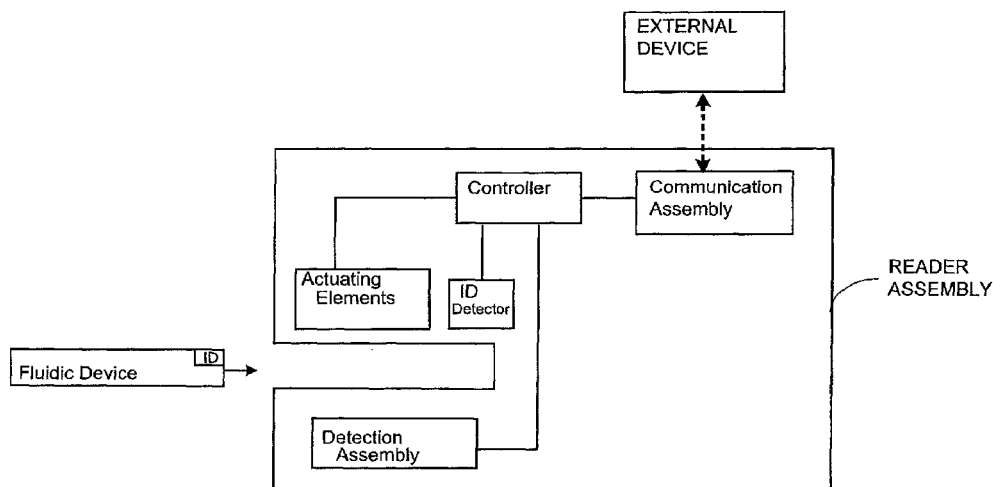 EXTERNAL
DEVICE
Controller
Communication
Assembly
Actuating
Elements
ID
Detector
READER
ASSEMBLY
ID
Fluidic Device
Detection
Assembly